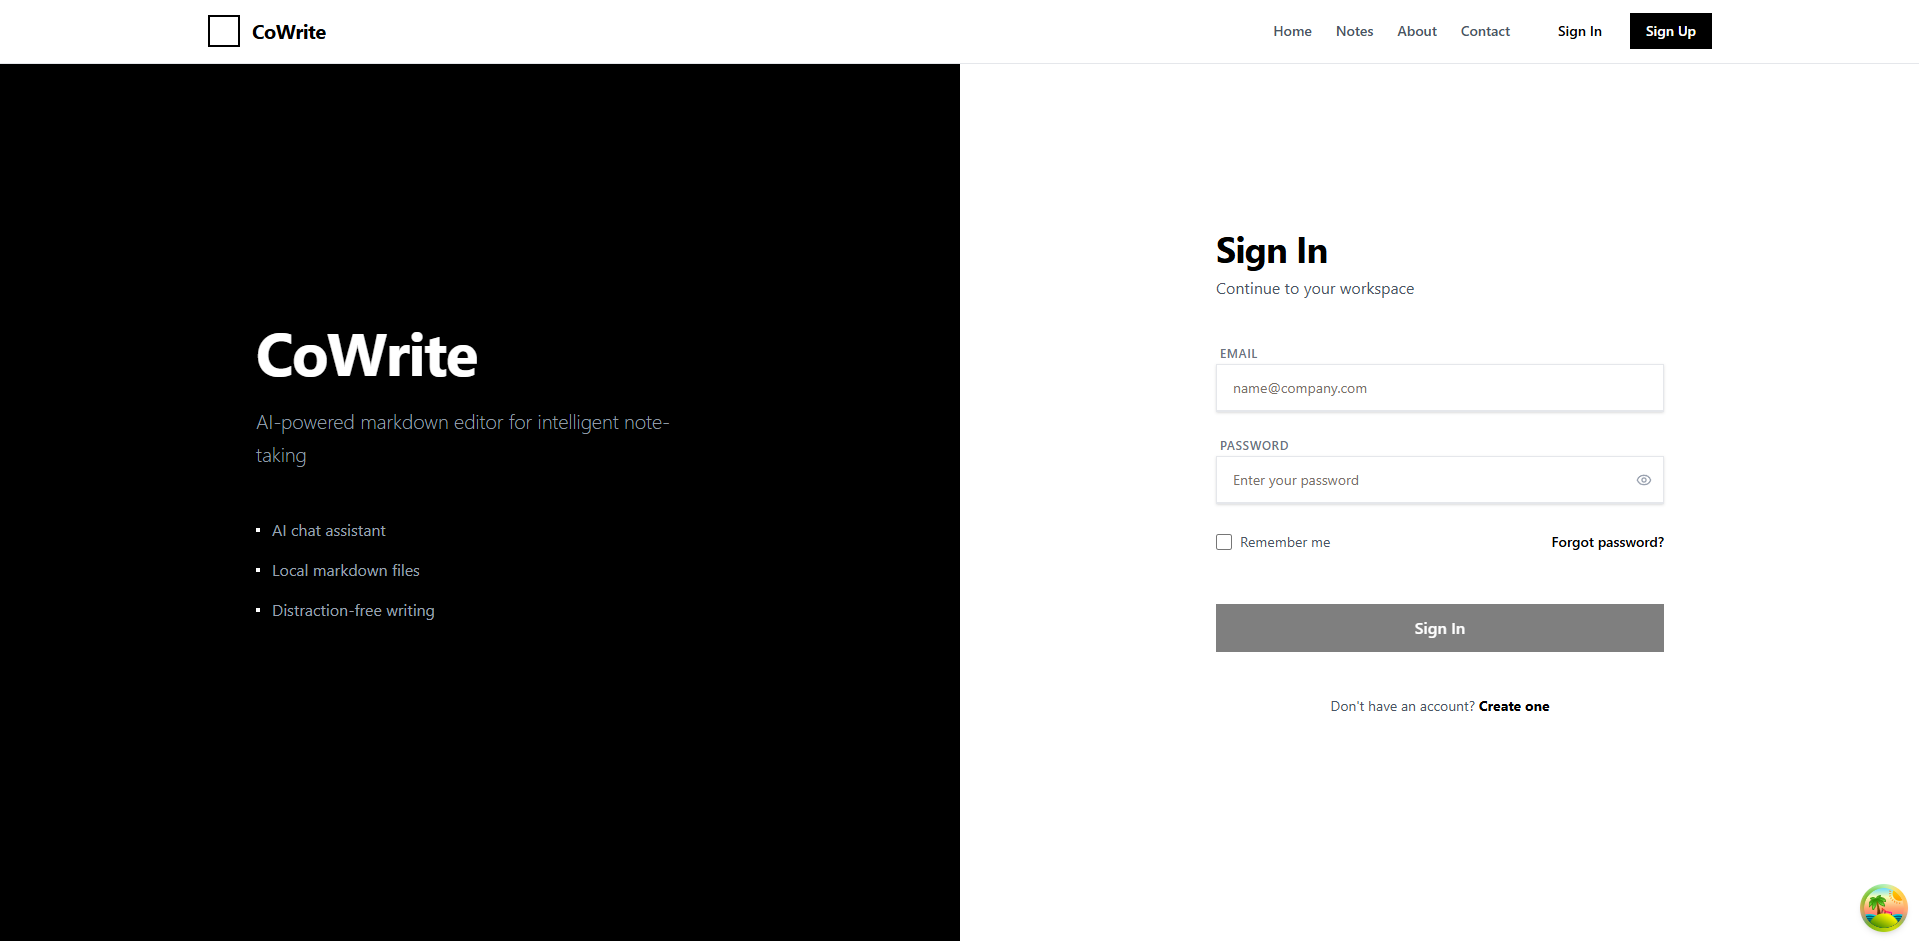 CoWrite
Home
Notes
About
Contact
Sign In
Sign Up
CoWrite
AI-powered markdown editor for intelligent note-
taking
AI chat assistant
Local markdown files
Distraction-free writing
Sign In
Continue to your workspace
EMAIL
name@company.com
PASSWORD
Enter your password
Remember me
Forgot password?
Sign In
Don't have an account? Create one